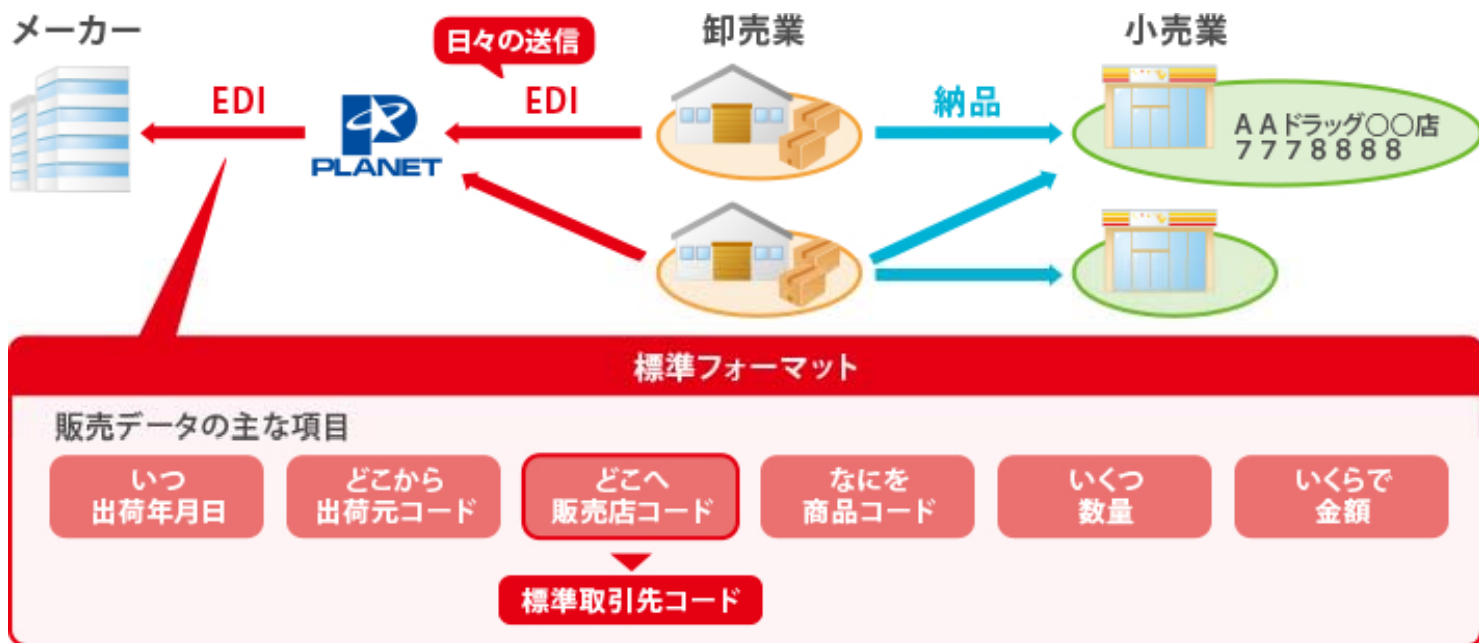 メーカー
日々の送信
卸売業
小売業
EDI
EDI
納品
PLANET
AAドラッグ〇〇店
7778888
標準フォーマット
販売データの主な項目
いつ
出荷年月日
どこから
出荷元コード
どこへ
販売店コード
なにを
商品コード
いくつ
数量
いくらで
金額
標準取引先コード